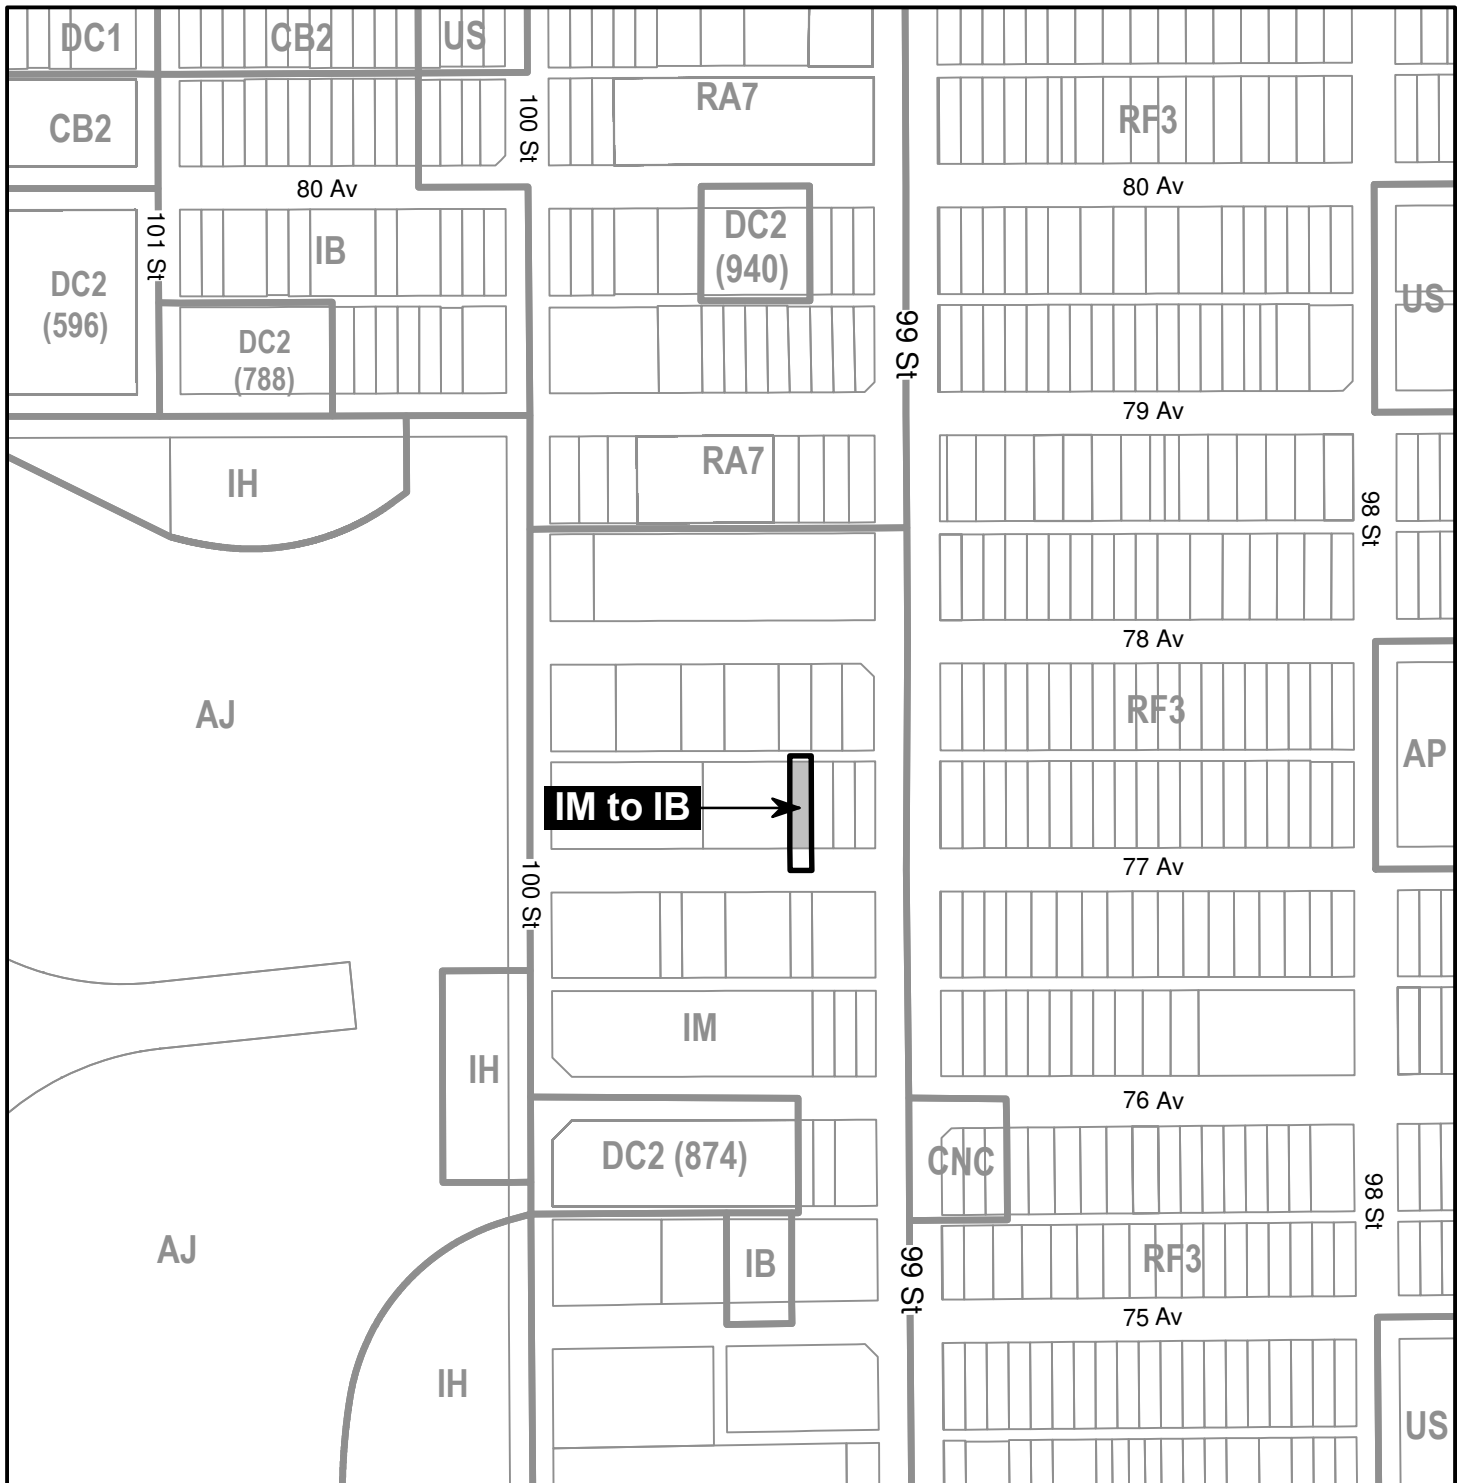 DC1
CB2
US
CB2
100 St
RA7
RF3
80 Av
80 Av
101 St
IB
DC2
(940)
DC2
(596)
US
DC2
(788)
99 St
79 Av
IH
RA7
98 St
78 Av
AJ
RF3
AP
IM to IB
77 Av
100 St
IM
IH
76 Av
DC2 (874)
CNC
98 St
AJ
IB
99 St
RF3
75 Av
IH
US